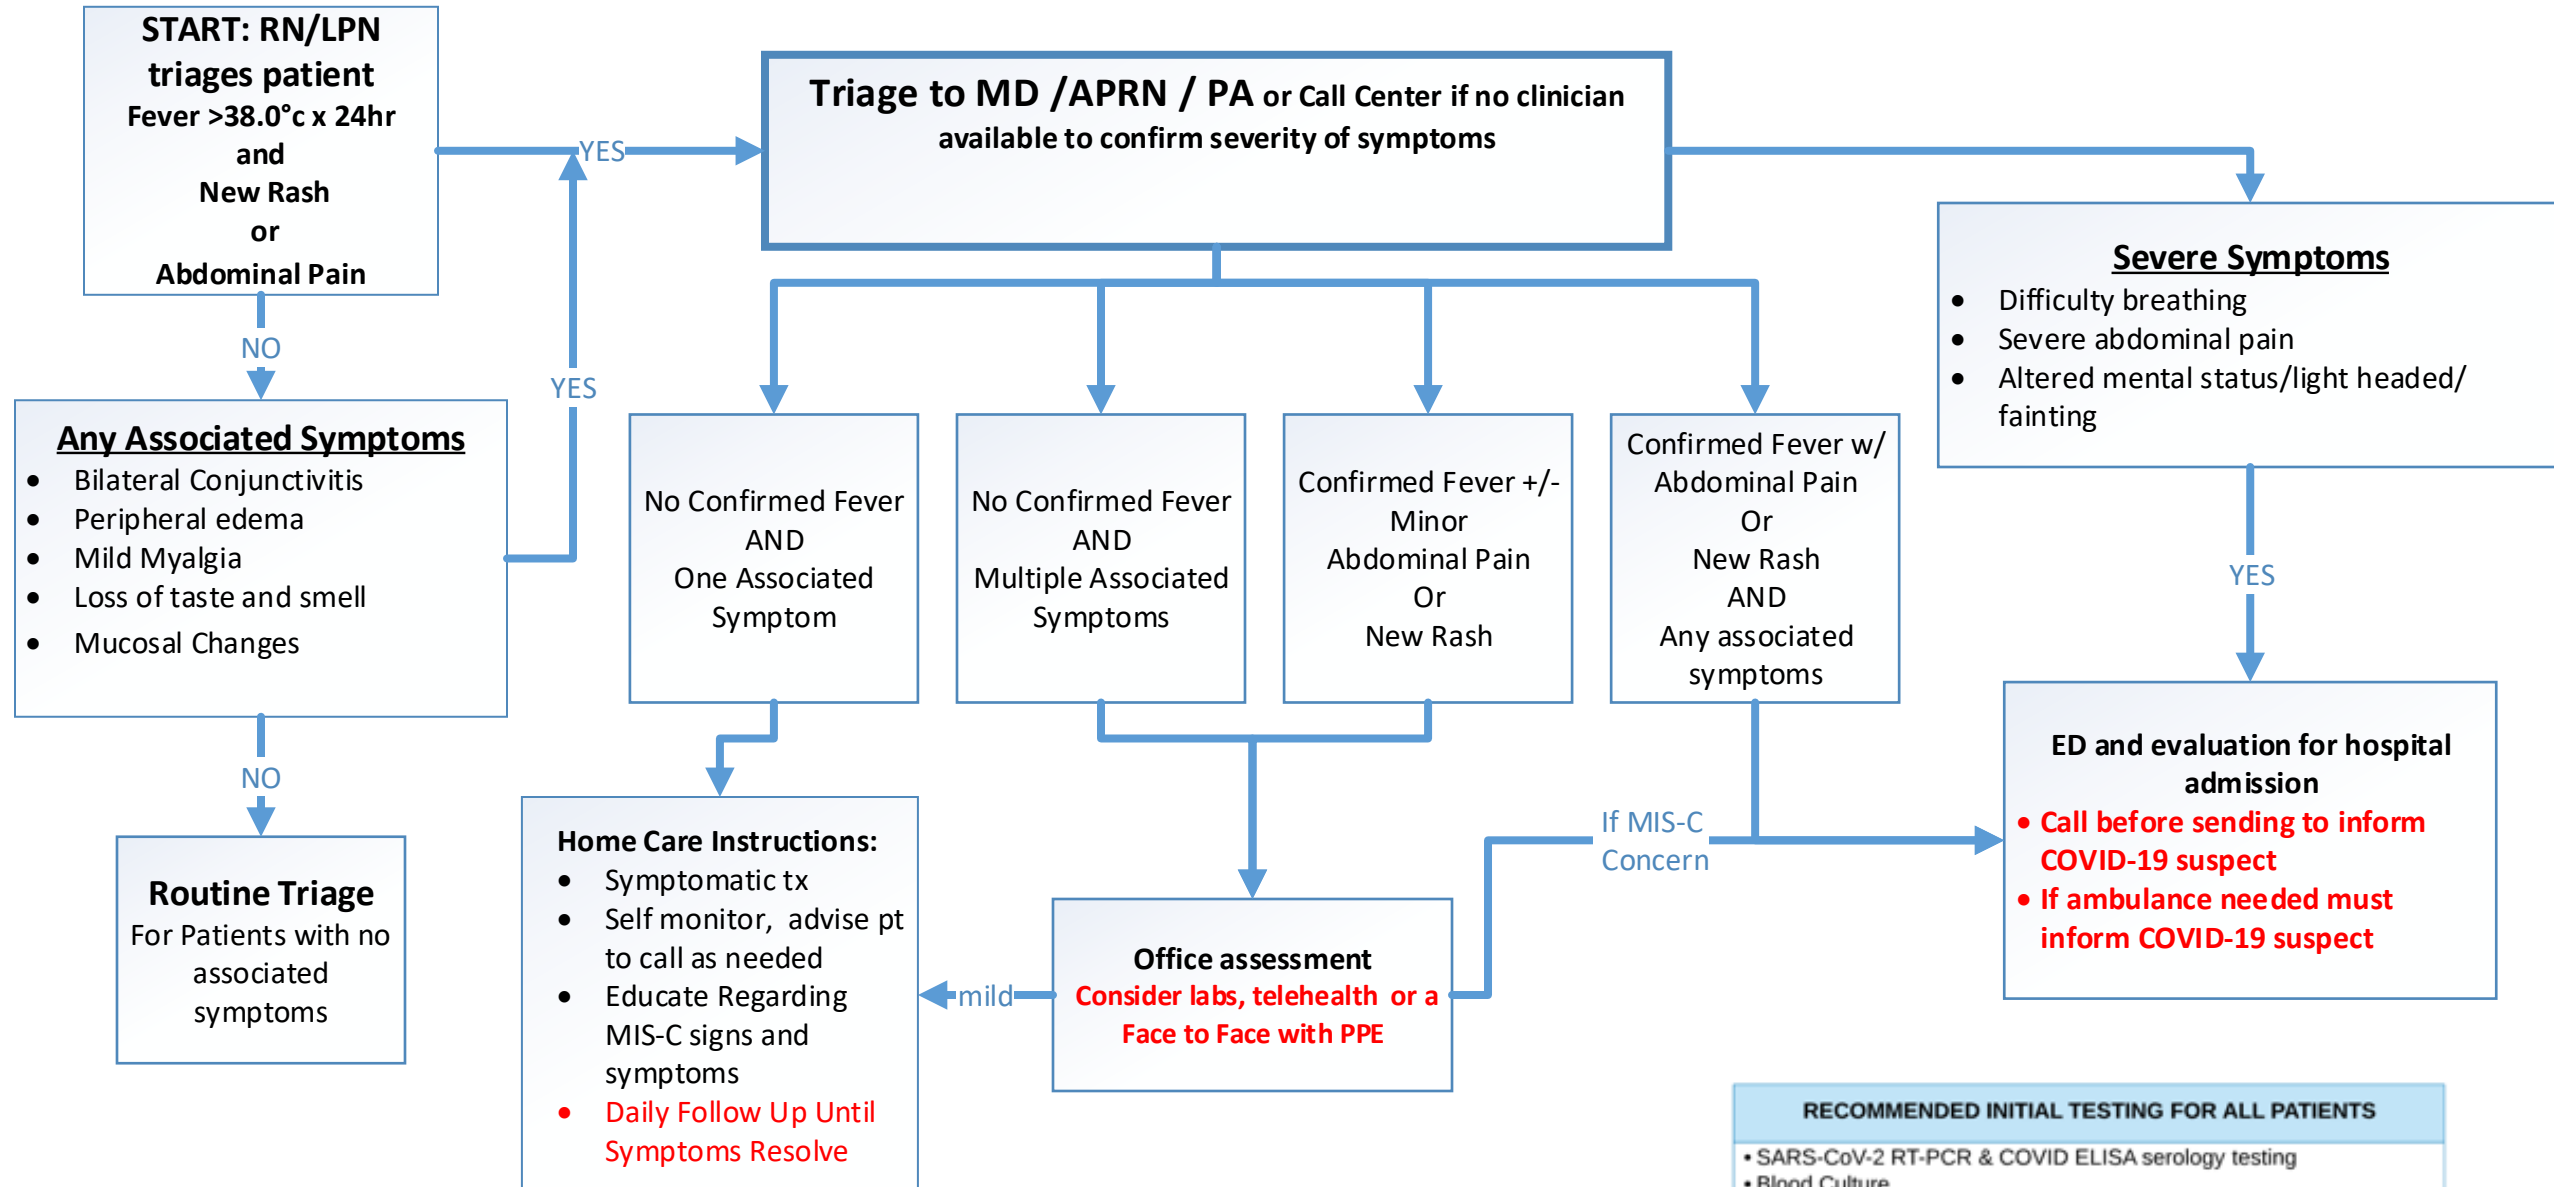 START: RN/LPN
triages patient
Fever >38.0°c x 24hr
and
New Rash
or
Abdominal Pain
YES
Triage to MD /APRN / PA or Call Center if no clinician
available to confirm severity of symptoms
NO
YES
Any Associated Symptoms
• Bilateral Conjunctivitis
• Peripheral edema
• Mild Myalgia
• Loss of taste and smell
• Mucosal Changes
NO
Routine Triage
For Patients with no
associated
symptoms
No Confirmed Fever
AND
One Associated
Symptom
No Confirmed Fever
AND
Multiple Associated
Symptoms
Confirmed Fever +/-
Minor
Abdominal Pain
Or
New Rash
Confirmed Fever w/
Abdominal Pain
Or
New Rash
AND
Any associated
symptoms
Severe Symptoms
• Difficulty breathing
• Severe abdominal pain
• Altered mental status/light headed/
fainting
YES
Home Care Instructions:
• Symptomatic tx
• Self monitor, advise pt
to call as needed
• Educate Regarding
MIS-C signs and
symptoms
• Daily Follow Up Until
Symptoms Resolve
mild
Office assessment
Consider labs, telehealth or a
Face to Face with PPE
If MIS-C
Concern
ED and evaluation for hospital
admission
• Call before sending to inform
COVID-19 suspect
• If ambulance needed must
inform COVID-19 suspect
RECOMMENDED INITIAL TESTING FOR ALL PATIENTS
• SARS-CoV-2 RT-PCR & COVID ELISA serology testing
• Blood Culture